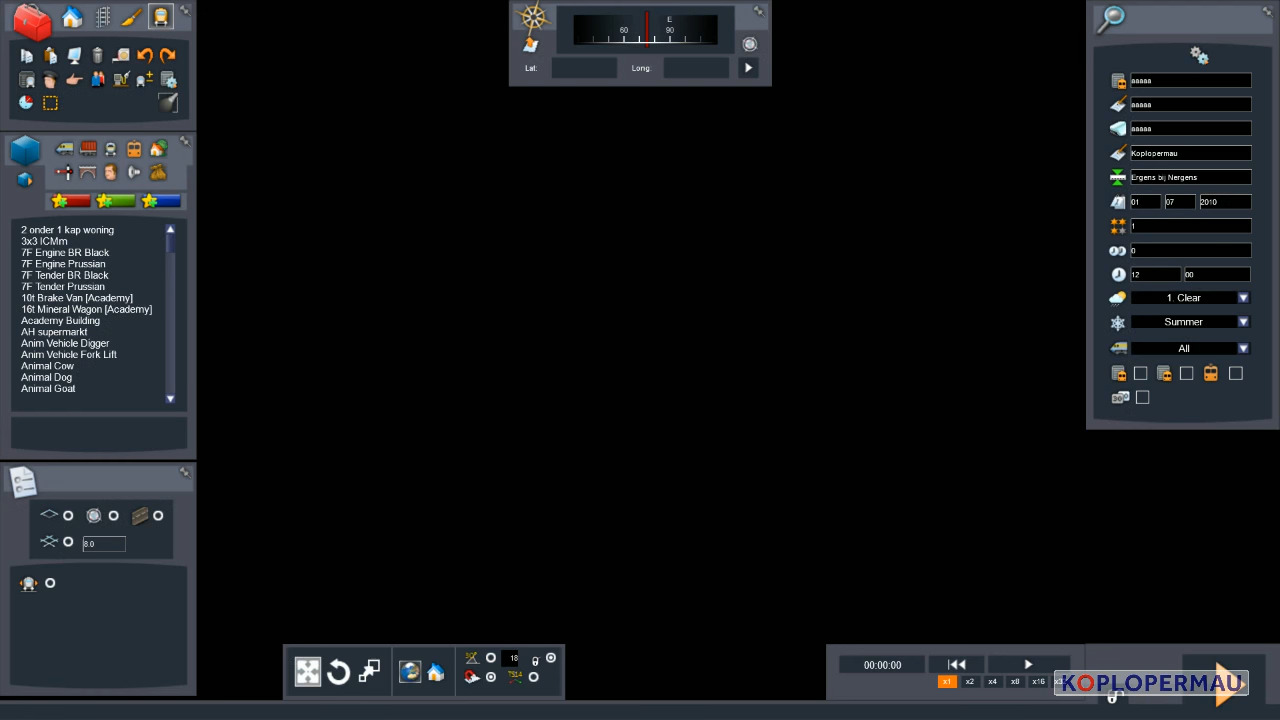 E
60
90
Lat:
Long:
aaaaa
aaaaa
aaaaa
Koplopermau
Ergens bij Nergens
01 07 2010
1
0
12 00
1. Clear
Summer
All
2 onder 1 kap woning
3x3 ICMm
7F Engine BR Black
7F Engine Prussian
7F Tender BR Black
7F Tender Prussian
10t Brake Van [Academy]
16t Mineral Wagon [Academy]
Academy Building
AH supermarkt
Anim Vehicle Digger
Anim Vehicle Fork Lift
Animal Cow
Animal Dog
Animal Goat
8.0
18
00:00:00
x1 x2 x4 x8 x16
KOPLOPERMAU